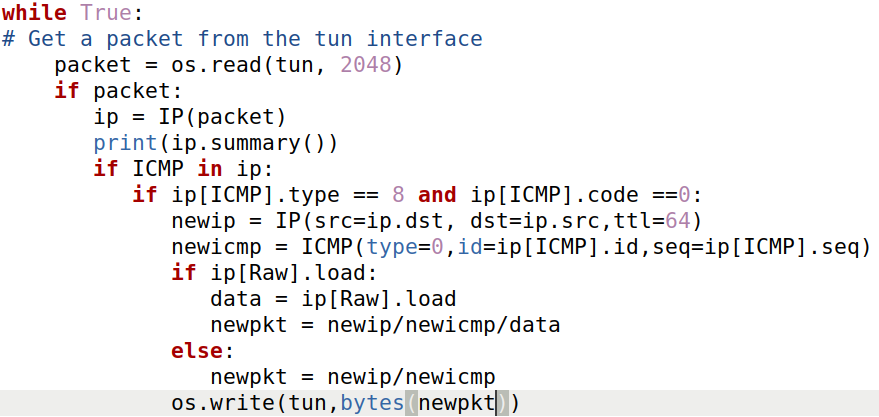 while True:
# Get a packet from the tun interface
    packet = os.read(tun, 2048)
    if packet:
       ip = IP(packet)
       print(ip.summary())
       if ICMP in ip:
          if ip[ICMP].type == 8 and ip[ICMP].code ==0:
             newip = IP(src=ip.dst, dst=ip.src,ttl=64)
             newicmp = ICMP(type=0,id=ip[ICMP].id,seq=ip[ICMP].seq)
             if ip[Raw].load:
                data = ip[Raw].load
                newpkt = newip/newicmp/data
             else:
                newpkt = newip/newicmp
             os.write(tun,bytes(newpkt))